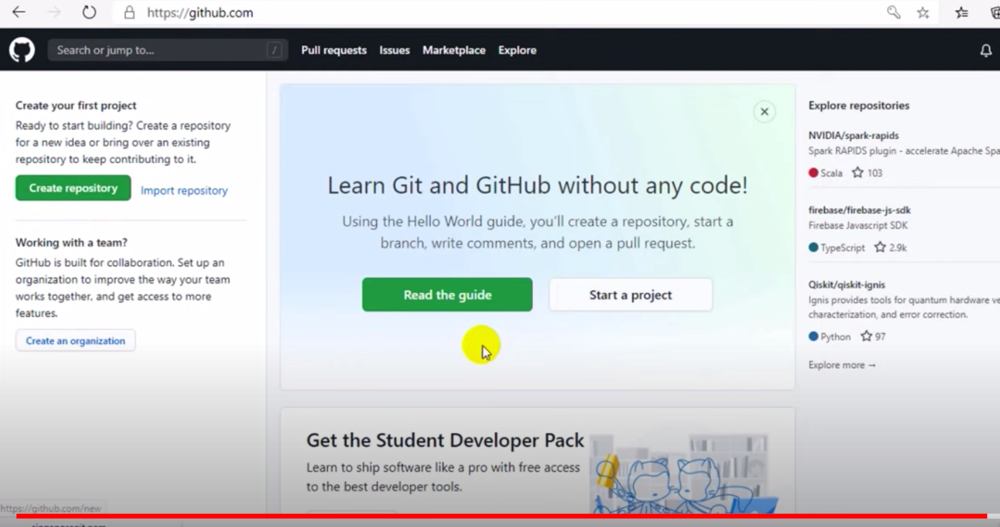 https://github.com
Search or jump to...
/
Pull requests
Issues
Marketplace
Explore
Create your first project
Ready to start building? Create a repository
for a new idea or bring over an existing
repository to keep contributing to it.
Create repository
Import repository
Working with a team?
GitHub is built for collaboration. Set up an
organization to improve the way your team
works together, and get access to more
features.
Create an organization
Learn Git and GitHub without any code!
Using the Hello World guide, you'll create a repository, start a
branch, write comments, and open a pull request.
Read the guide
Start a project
Get the Student Developer Pack
Learn to ship software like a pro with free access
to the best developer tools.
Explore repositories
NVIDIA/spark-rapids
Spark RAPIDS plugin - accelerate Apache Spa
Scala 103
firebase/firebase-js-sdk
Firebase Javascript SDK
TypeScript 2.9k
Qiskit/qiskit-ignis
Ignis provides tools for quantum hardware ve
characterization, and error correction.
Python 97
Explore more →
https://github.com/new